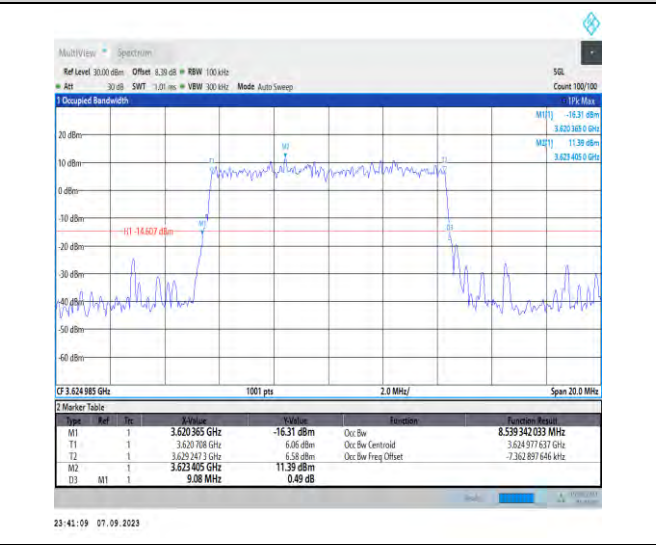 MultiView Spectrum
Ref Level 30.00 dBm Offset 8.39 dB RBW 100 kHz SGL
Att 30 dB SWT 1.01 ms VBW 300 kHz Mode Auto Sweep Count 100/100
1 Occupied Bandwidth 1Pk Max
M1[1] -16.31 dBm
3.620 365 0 GHz
M2[1] 11.39 dBm
3.623 405 0 GHz
20 dBm
M2
10 dBm
T1
0 dBm
-10 dBm
M1
H1 -14.607 dBm
D3
-20 dBm
-30 dBm
-40 dBm
-50 dBm
-60 dBm
CF 3.624 985 GHz 1001 pts 2.0 MHz/ Span 20.0 MHz
2 Marker Table
Type Ref Trc X-Value Y-Value Function Function Result
M1 1 3.620 365 GHz -16.31 dBm Occ Bw 8.539 342 033 MHz
T1 1 3.620 708 GHz 6.06 dBm Occ Bw Centroid 3.624 977 637 GHz
T2 1 3.629 247 3 GHz 6.58 dBm Occ Bw Freq Offset -7.362 897 646 kHz
M2 1 3.623 405 GHz 11.39 dBm
D3 M1 1 9.08 MHz 0.49 dB
23:41:09 07.09.2023